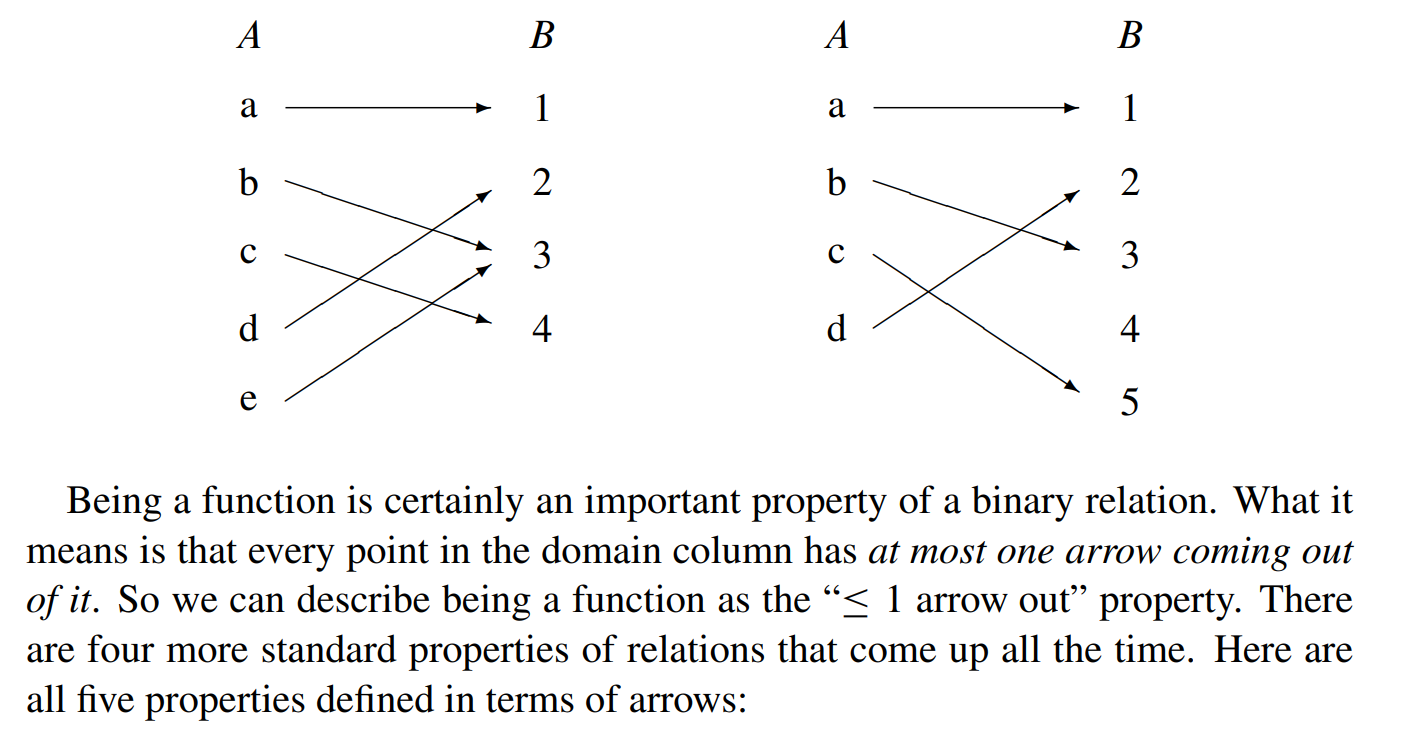 A B A B
a 1 a 1
b 2 b 2
c 3 c 3
d 4 d 4
e 5
Being a function is certainly an important property of a binary relation. What it
means is that every point in the domain column has at most one arrow coming out
of it. So we can describe being a function as the “≤ 1 arrow out” property. There
are four more standard properties of relations that come up all the time. Here are
all five properties defined in terms of arrows: